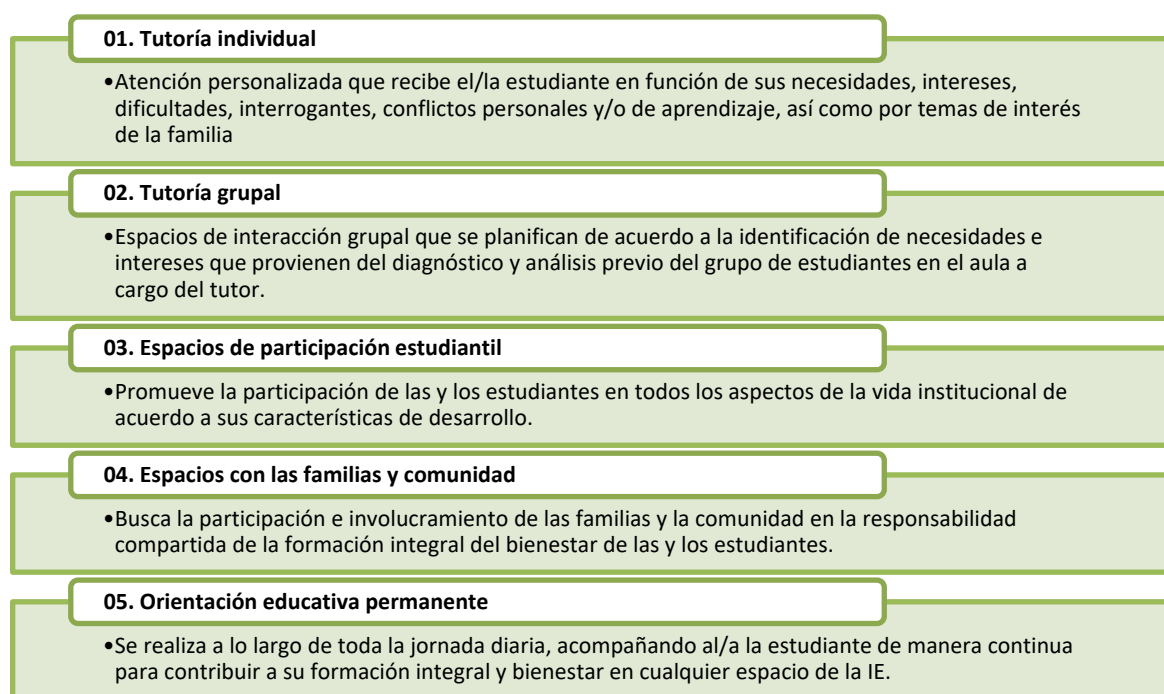 01. Tutoría individual
•Atención personalizada que recibe el/la estudiante en función de sus necesidades, intereses,
dificultades, interrogantes, conflictos personales y/o de aprendizaje, así como por temas de interés
de la familia
02. Tutoría grupal
•Espacios de interacción grupal que se planifican de acuerdo a la identificación de necesidades e
intereses que provienen del diagnóstico y análisis previo del grupo de estudiantes en el aula a
cargo del tutor.
03. Espacios de participación estudiantil
•Promueve la participación de las y los estudiantes en todos los aspectos de la vida institucional de
acuerdo a sus características de desarrollo.
04. Espacios con las familias y comunidad
•Busca la participación e involucramiento de las familias y la comunidad en la responsabilidad
compartida de la formación integral del bienestar de las y los estudiantes.
05. Orientación educativa permanente
•Se realiza a lo largo de toda la jornada diaria, acompañando al/a la estudiante de manera continua
para contribuir a su formación integral y bienestar en cualquier espacio de la IE.